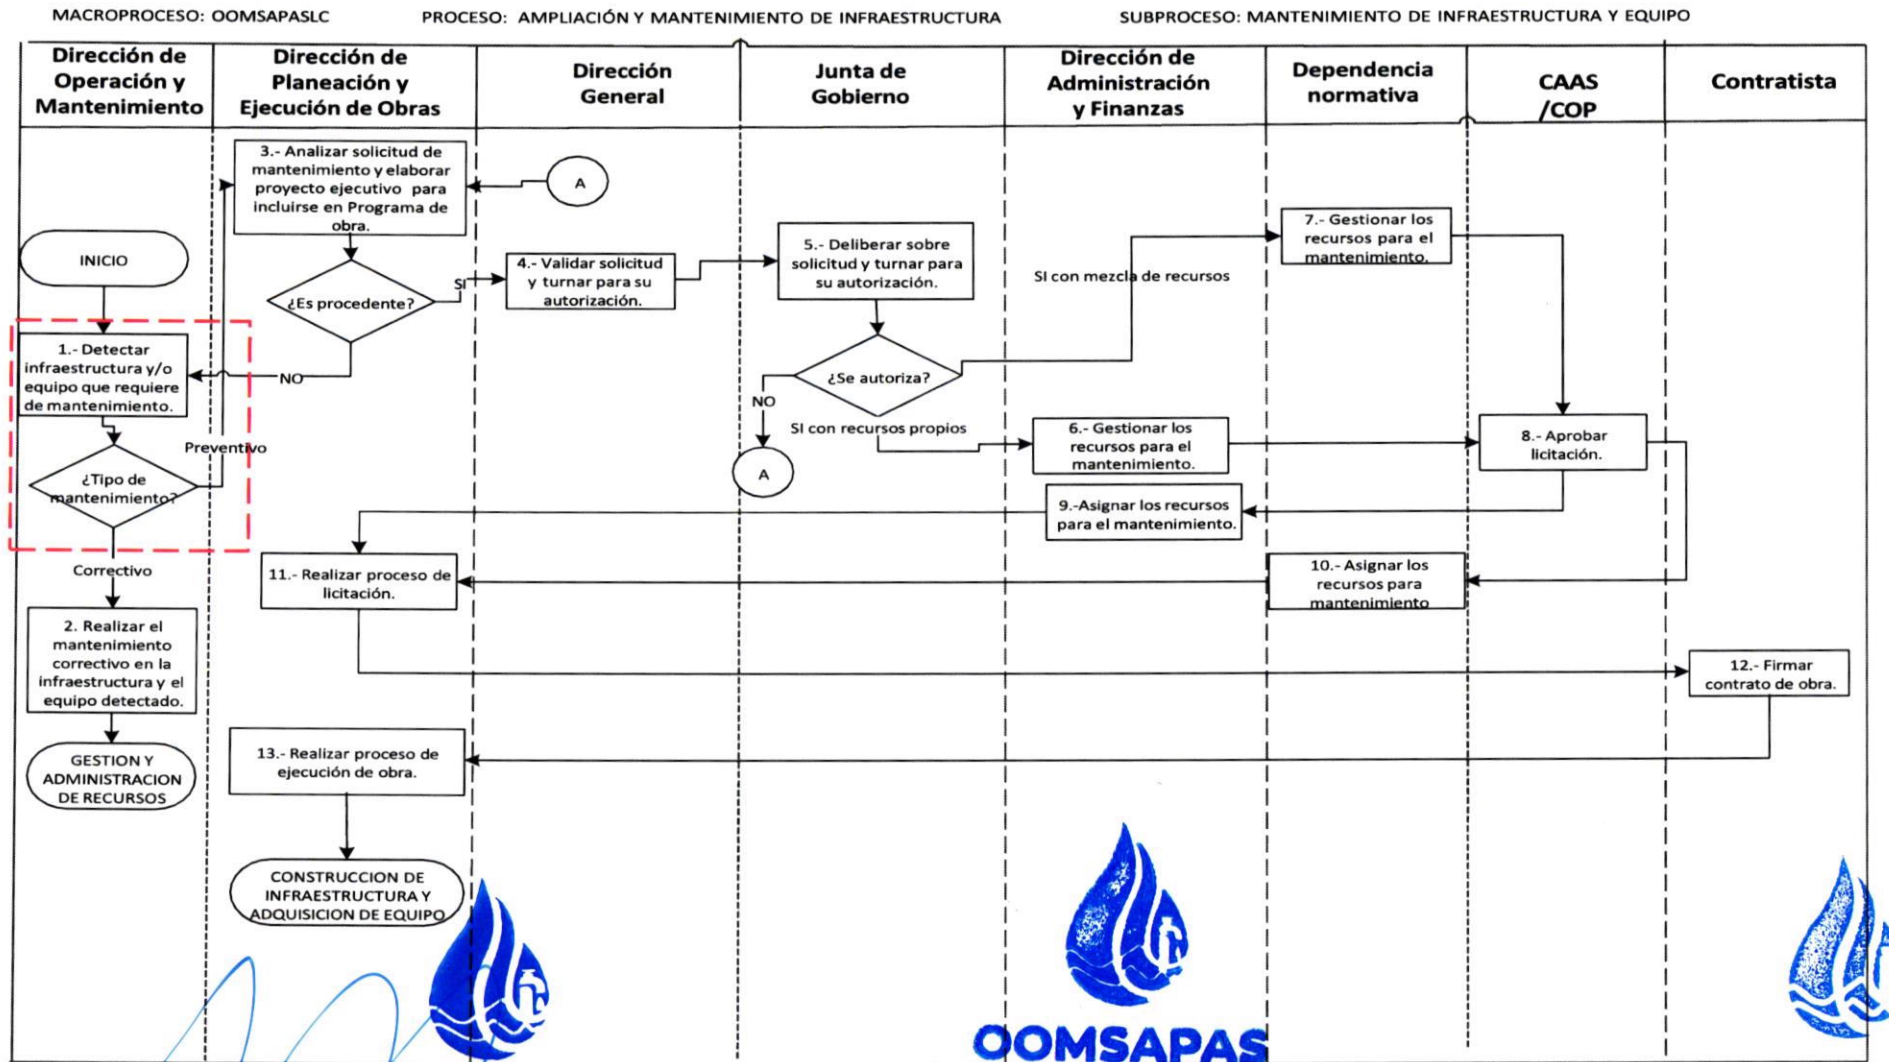 MACROPROCESO: OOMSAPASLC
PROCESO: AMPLIACIÓN Y MANTENIMIENTO DE INFRAESTRUCTURA
SUBPROCESO: MANTENIMIENTO DE INFRAESTRUCTURA Y EQUIPO
Dirección de
Operación y
Mantenimiento
Dirección de
Planeación y
Ejecución de Obras
Dirección
General
Junta de
Gobierno
Dirección de
Administración
y Finanzas
Dependencia
normativa
CAAS
/COP
Contratista
INICIO
1.- Detectar
infraestructura y/o
equipo que requiere
de mantenimiento.
¿Tipo de
mantenimiento?
Preventivo
Correctivo
2. Realizar el
mantenimiento
correctivo en la
infraestructura y el
equipo detectado.
GESTION Y
ADMINISTRACION
DE RECURSOS
3.- Analizar solicitud de
mantenimiento y elaborar
proyecto ejecutivo para
incluirse en Programa de
obra.
A
¿Es procedente?
SI
NO
4.- Validar solicitud
y turnar para su
autorización.
5.- Deliberar sobre
solicitud y turnar para
su autorización.
¿Se autoriza?
NO
A
SI con recursos propios
SI con mezcla de recursos
6.- Gestionar los
recursos para el
mantenimiento.
7.- Gestionar los
recursos para el
mantenimiento.
8.- Aprobar
licitación.
9.-Asignar los recursos
para el mantenimiento.
10.- Asignar los
recursos para
mantenimiento
11.- Realizar proceso de
licitación.
12.- Firmar
contrato de obra.
13.- Realizar proceso de
ejecución de obra.
CONSTRUCCION DE
INFRAESTRUCTURA Y
ADQUISICION DE EQUIPO
OOMSAPAS